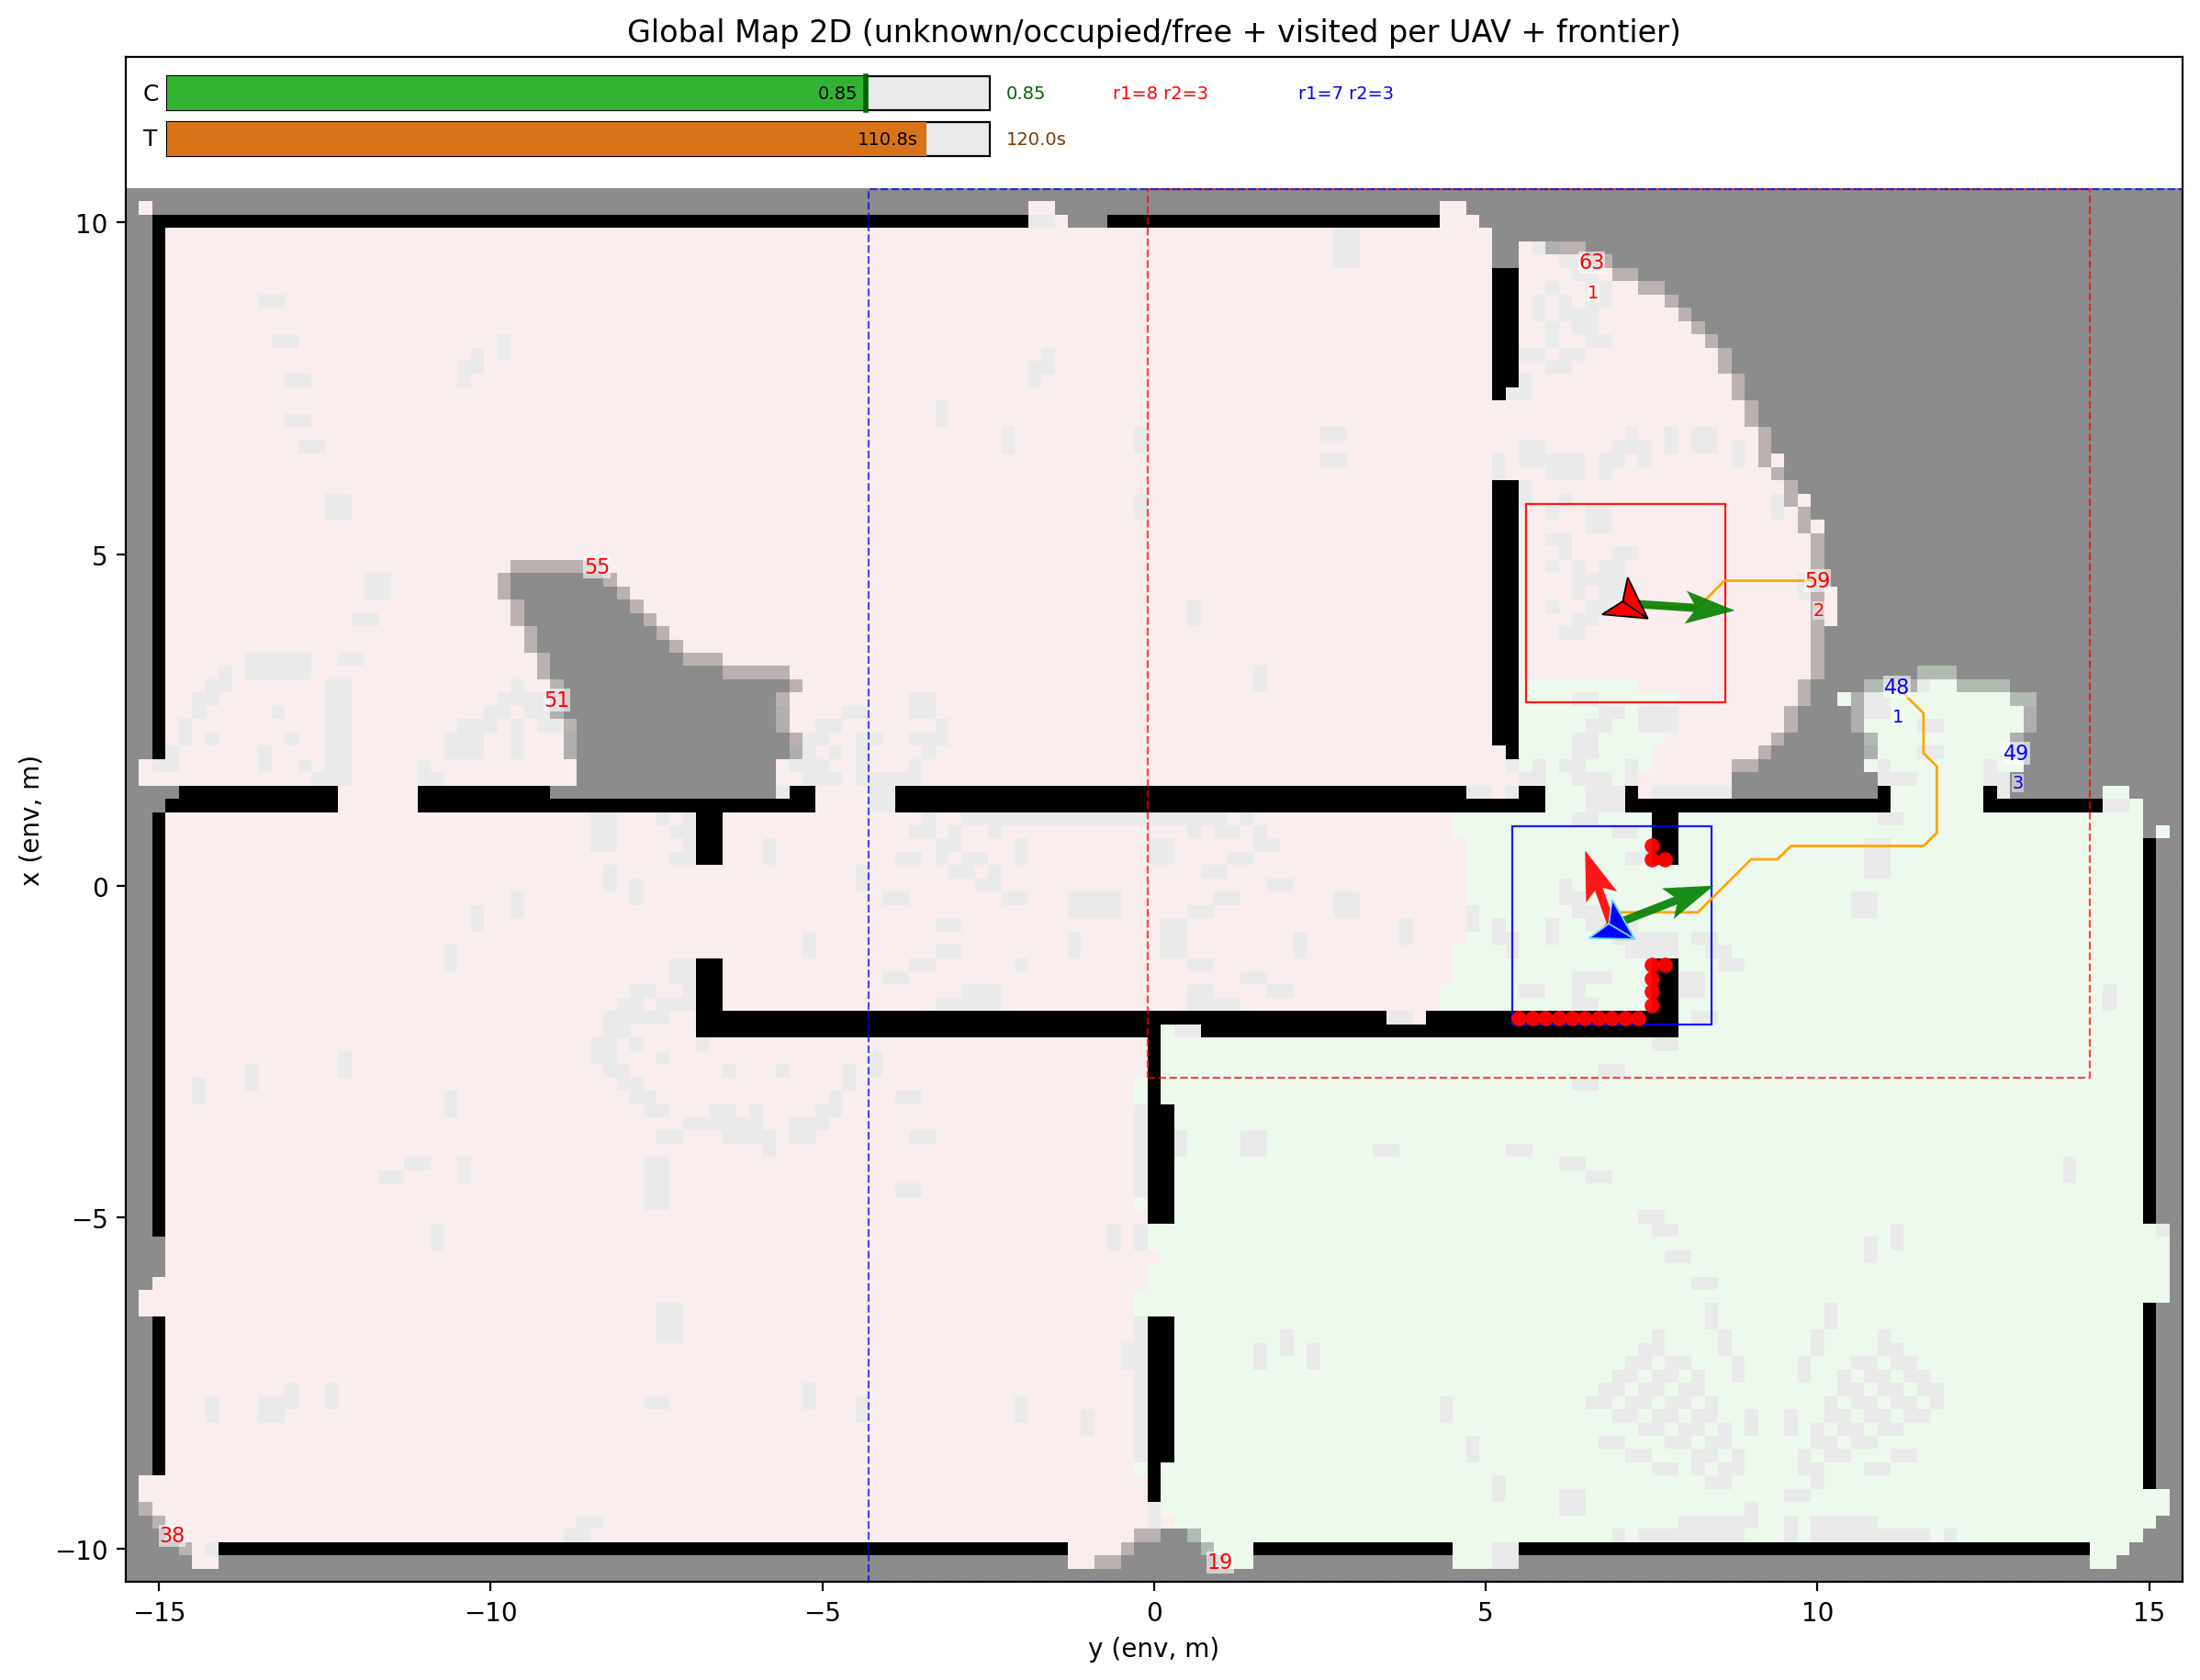 Global Map 2D (unknown/occupied/free + visited per UAV + frontier)
C 0.85 0.85 r1=8 r2=3 r1=7 r2=3
T 110.8s 120.0s
10
5
0
−5
−10
x (env, m)
63
1
55
59
2
51
48
1
49
3
38
19
−15 −10 −5 0 5 10 15
y (env, m)